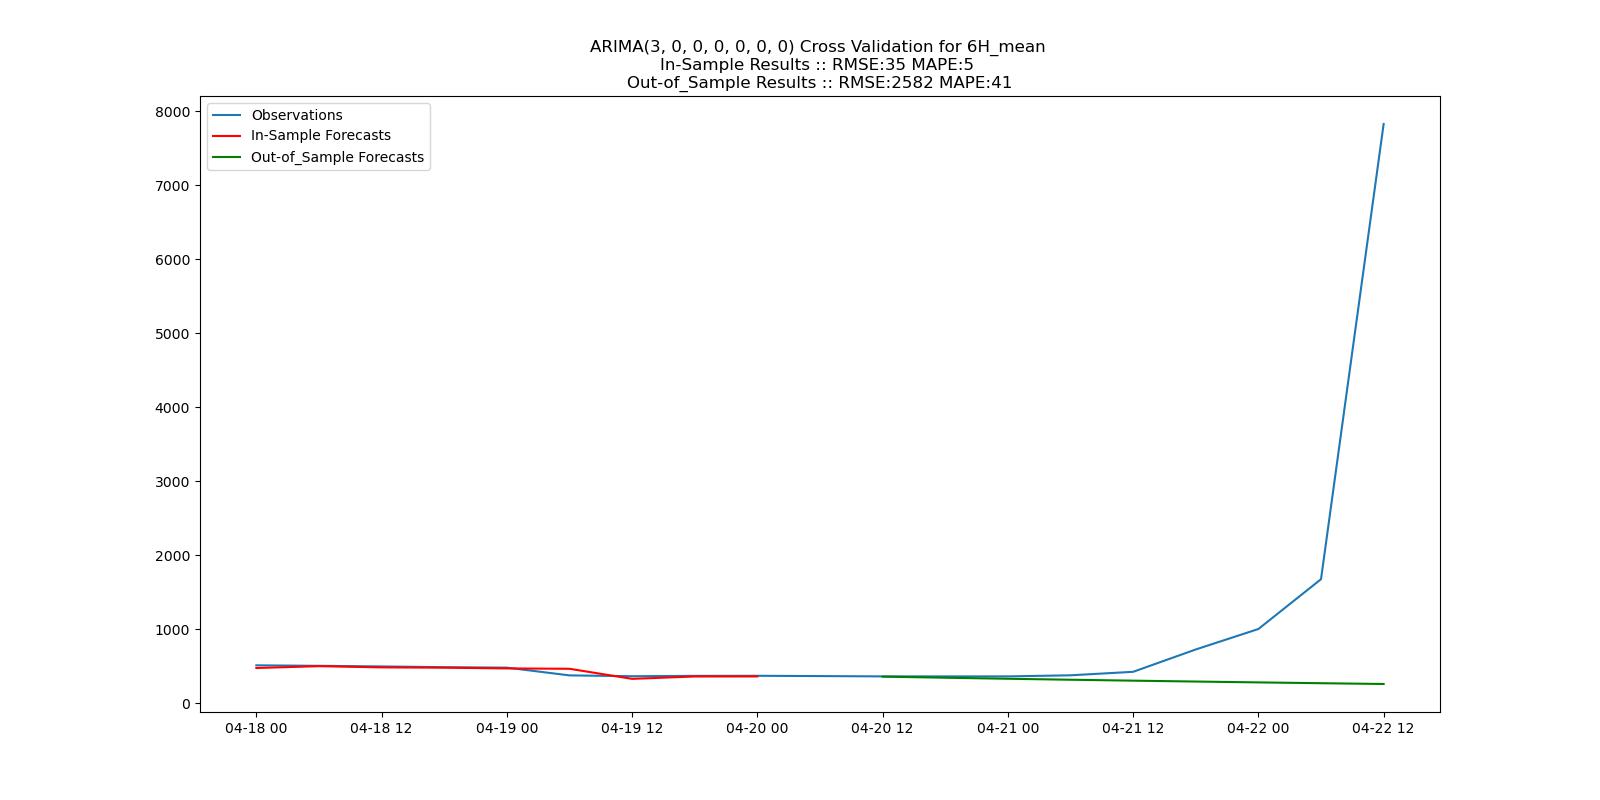 ARIMA(3, 0, 0, 0, 0, 0, 0) Cross Validation for 6H_mean
In-Sample Results :: RMSE:35 MAPE:5
Out-of_Sample Results :: RMSE:2582 MAPE:41
Observations
In-Sample Forecasts
Out-of_Sample Forecasts
8000
7000
6000
5000
4000
3000
2000
1000
0
04-18 00 04-18 12 04-19 00 04-19 12 04-20 00 04-20 12 04-21 00 04-21 12 04-22 00 04-22 12